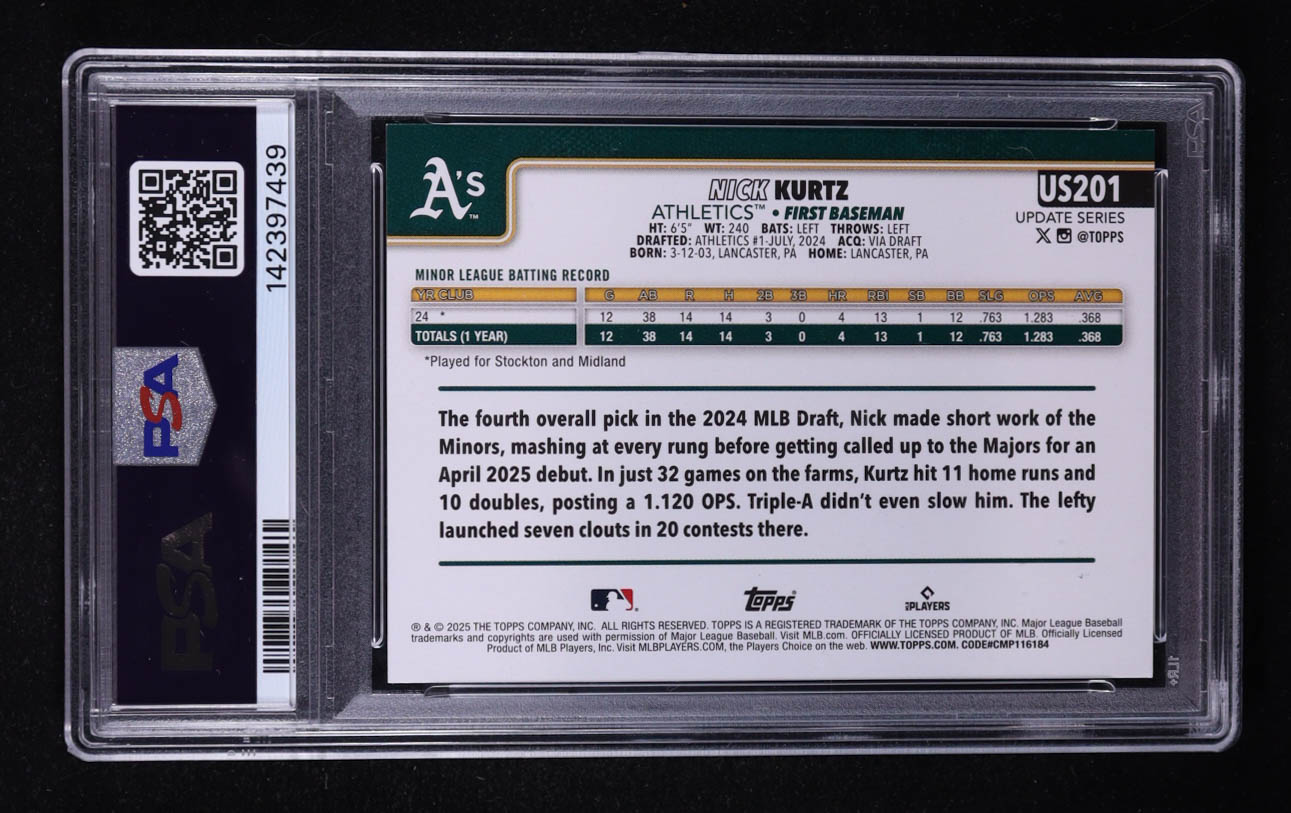 142397439
PSA
PSA
A's™
NICK KURTZ
ATHLETICS™ • FIRST BASEMAN
HT: 6'5" WT: 240 BATS: LEFT THROWS: LEFT
DRAFTED: ATHLETICS #1-JULY, 2024 ACQ: VIA DRAFT
BORN: 3-12-03, LANCASTER, PA HOME: LANCASTER, PA
US201
UPDATE SERIES
X @TOPPS
MINOR LEAGUE BATTING RECORD
YR CLUB G AB R H 2B 3B HR RBI SB BB SLG OPS AVG
24 * 12 38 14 14 3 0 4 13 1 12 .763 1.283 .368
TOTALS (1 YEAR) 12 38 14 14 3 0 4 13 1 12 .763 1.283 .368
*Played for Stockton and Midland
The fourth overall pick in the 2024 MLB Draft, Nick made short work of the
Minors, mashing at every rung before getting called up to the Majors for an
April 2025 debut. In just 32 games on the farms, Kurtz hit 11 home runs and
10 doubles, posting a 1.120 OPS. Triple-A didn't even slow him. The lefty
launched seven clouts in 20 contests there.
Topps®
PLAYERS
® & © 2025 THE TOPPS COMPANY, INC. ALL RIGHTS RESERVED. TOPPS IS A REGISTERED TRADEMARK OF THE TOPPS COMPANY, INC. Major League Baseball
trademarks and copyrights are used with permission of Major League Baseball. Visit MLB.com. OFFICIALLY LICENSED PRODUCT OF MLB. Officially Licensed
Product of MLB Players, Inc. Visit MLBPLAYERS.COM, the Players Choice on the web. WWW.TOPPS.COM. CODE#CMP116184
PSA